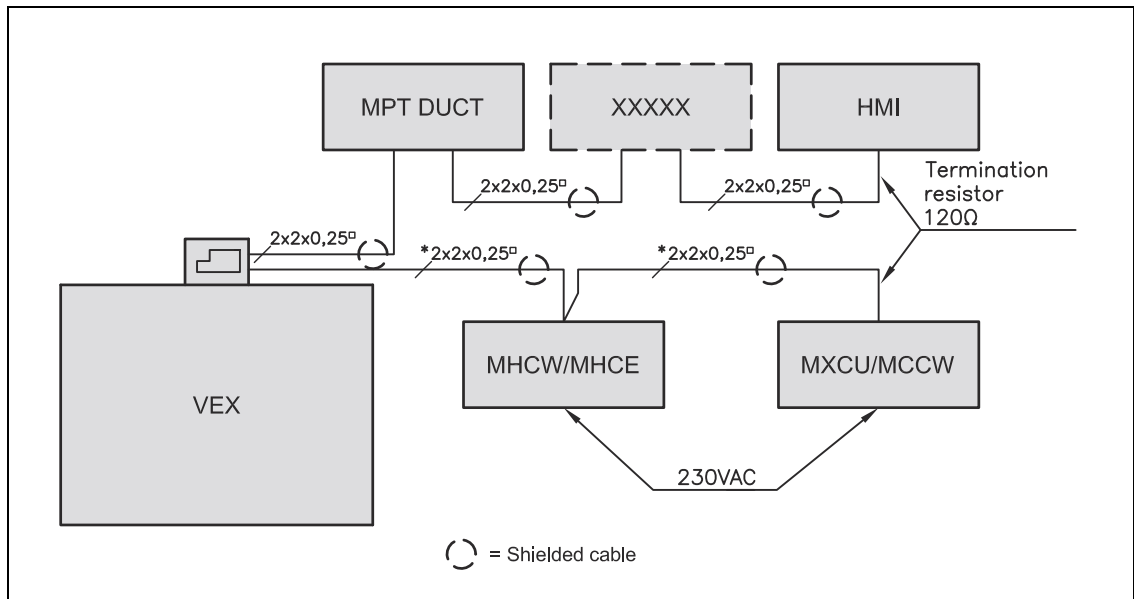 MPT DUCT
XXXXX
HMI
2x2x0,25□
2x2x0,25□
Termination
resistor
120Ω
2x2x0,25□
*2x2x0,25□
*2x2x0,25□
MHCW/MHCE
MXCU/MCCW
VEX
230VAC
= Shielded cable